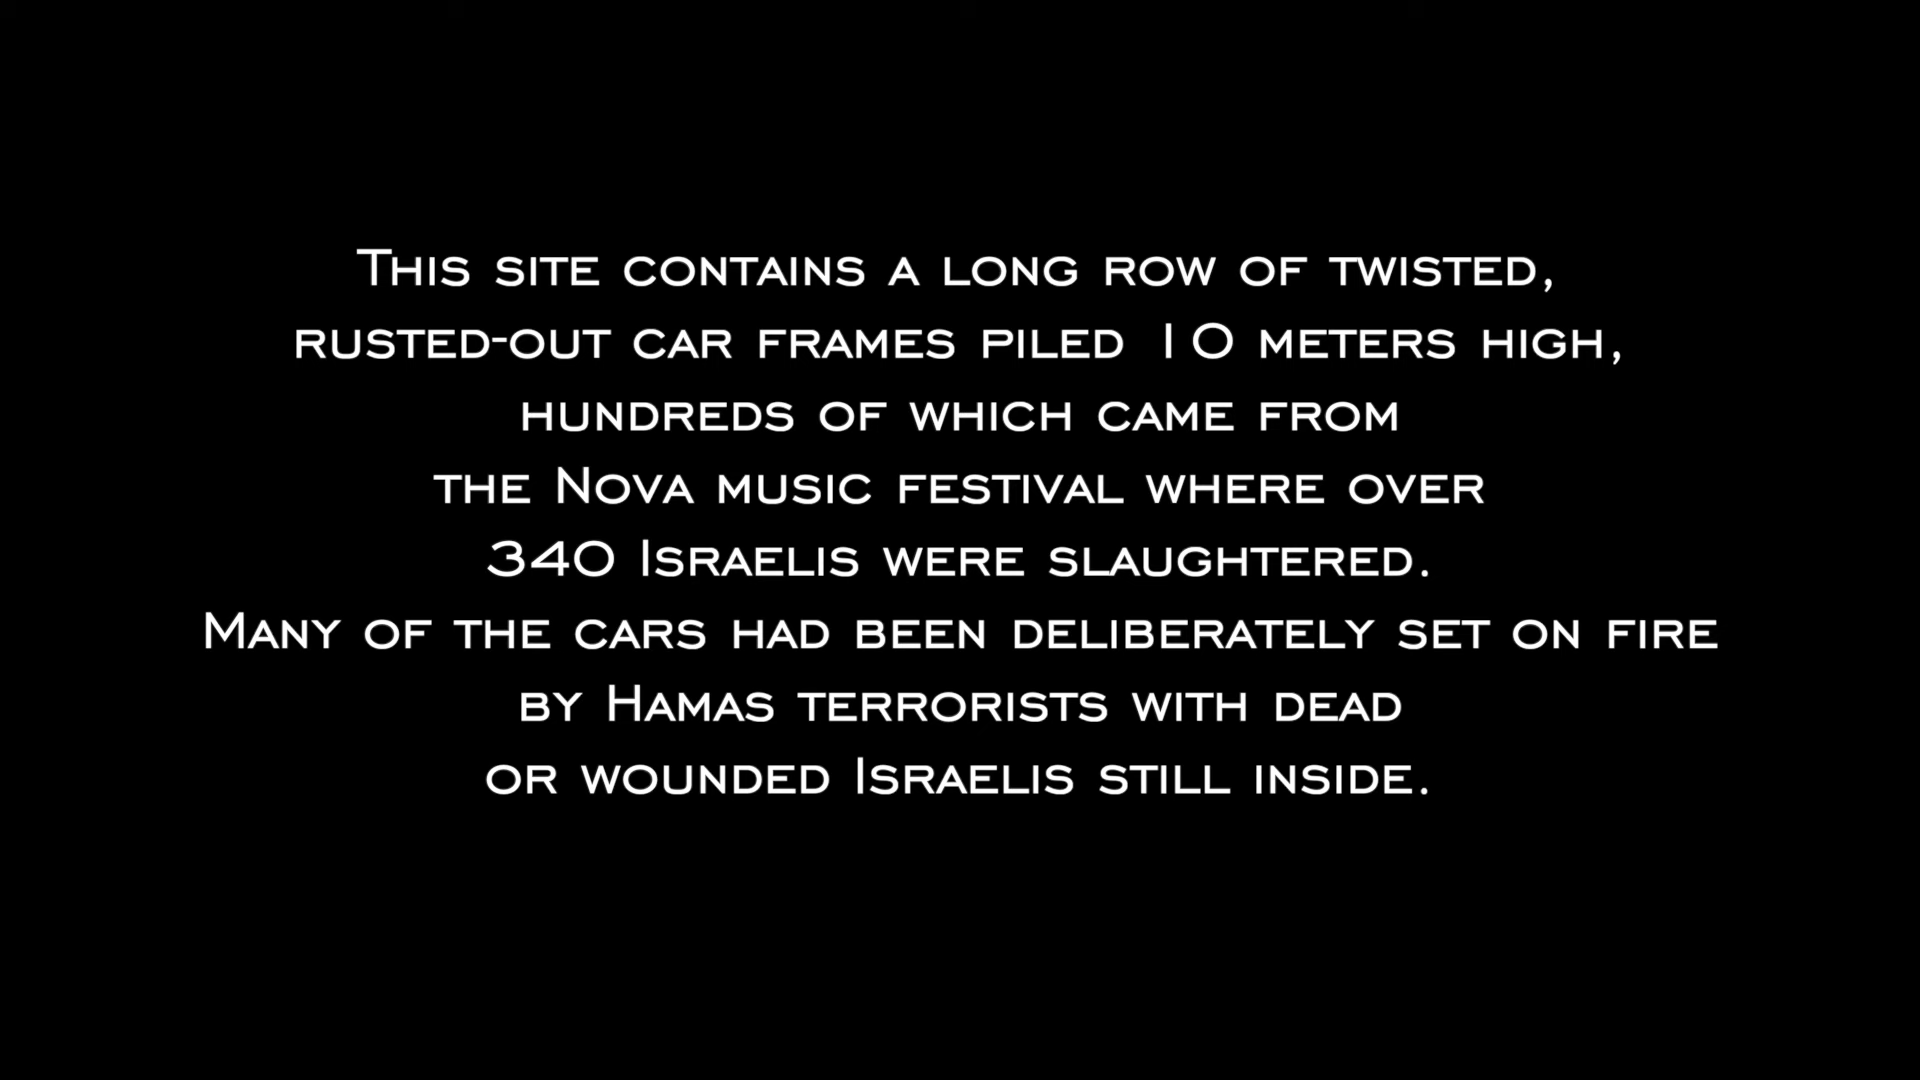 This site contains a long row of twisted,
rusted-out car frames piled 10 meters high,
hundreds of which came from
the Nova music festival where over
340 Israelis were slaughtered.
Many of the cars had been deliberately set on fire
by Hamas terrorists with dead
or wounded Israelis still inside.